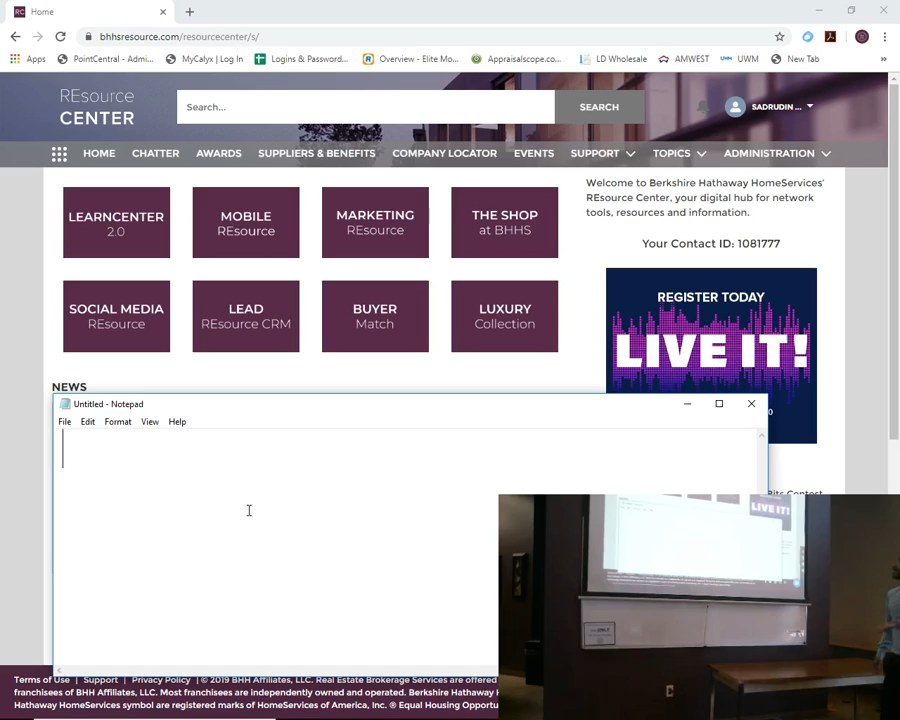 Home
bhhsresource.com/resourcecenter/s/
Apps
PointCentral - Admi...
MyCalyx | Log In
Logins & Password...
Overview - Elite Mo...
Appraisalscope.co...
LD Wholesale
AMWEST
UWM
New Tab
»
REsource
CENTER
Search...
SEARCH
SADRUDIN ...
HOME
CHATTER
AWARDS
SUPPLIERS & BENEFITS
COMPANY LOCATOR
EVENTS
SUPPORT
TOPICS
ADMINISTRATION
LEARNCENTER
2.0
MOBILE
REsource
MARKETING
REsource
THE SHOP
at BHHS
SOCIAL MEDIA
REsource
LEAD
REsource CRM
BUYER
Match
LUXURY
Collection
Welcome to Berkshire Hathaway HomeServices'
REsource Center, your digital hub for network
tools, resources and information.
Your Contact ID: 1081777
REGISTER TODAY
LIVE IT!
NEWS
Untitled - Notepad
File Edit Format View Help
Contest
LIVE IT!
Terms of Use | Support | Privacy Policy | © 2019 BHH Affiliates, LLC. Real Estate Brokerage Services are offered
franchisees of BHH Affiliates, LLC. Most franchisees are independently owned and operated. Berkshire Hathaway
HomeServices symbol are registered marks of HomeServices of America, Inc. ® Equal Housing Opportu